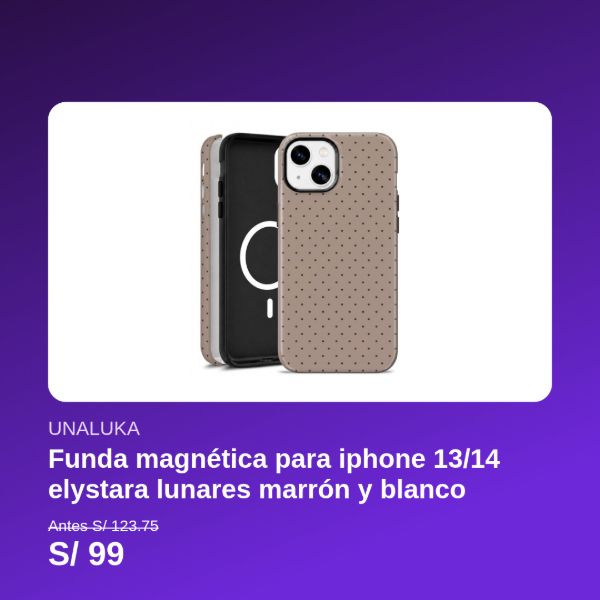 UNALUKA
Funda magnética para iphone 13/14
elystara lunares marrón y blanco
Antes S/ 123.75
S/ 99